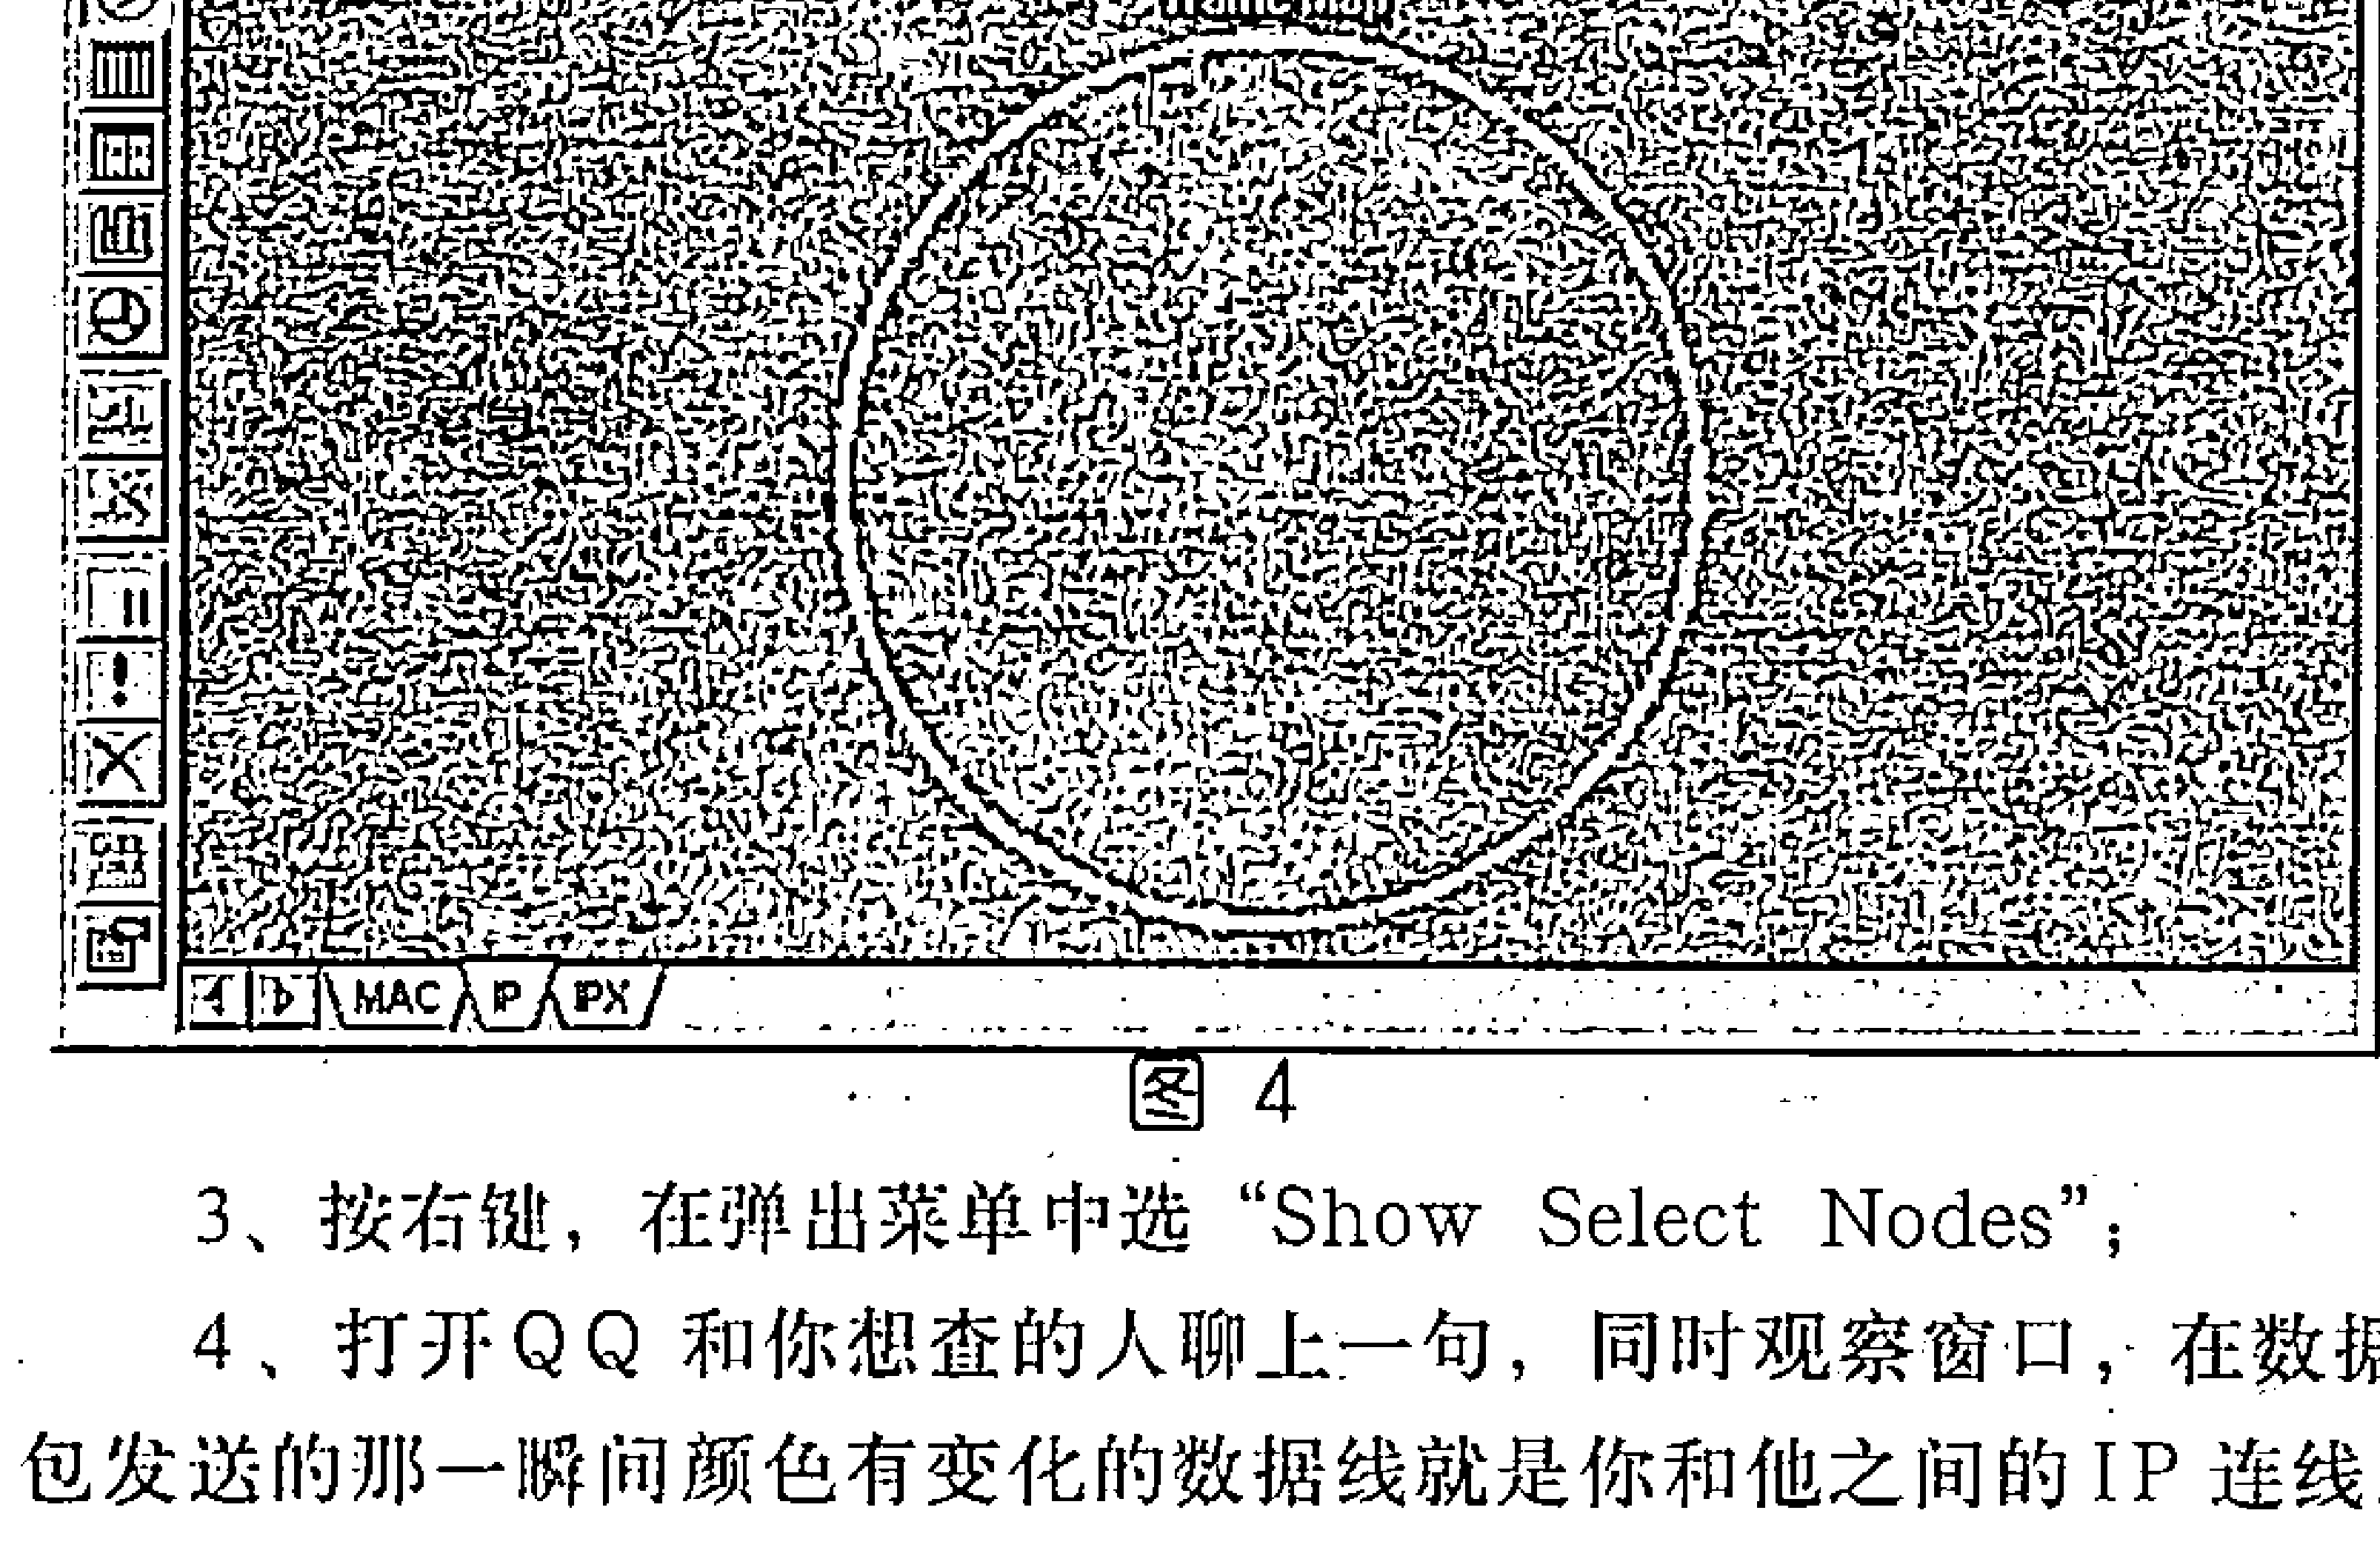 MAC IP IPX
图 4
3、按右键，在弹出菜单中选“Show Select Nodes”；
4、打开QQ 和你想查的人聊上一句，同时观察窗口，在数据
包发送的那一瞬间颜色有变化的数据线就是你和他之间的IP 连线